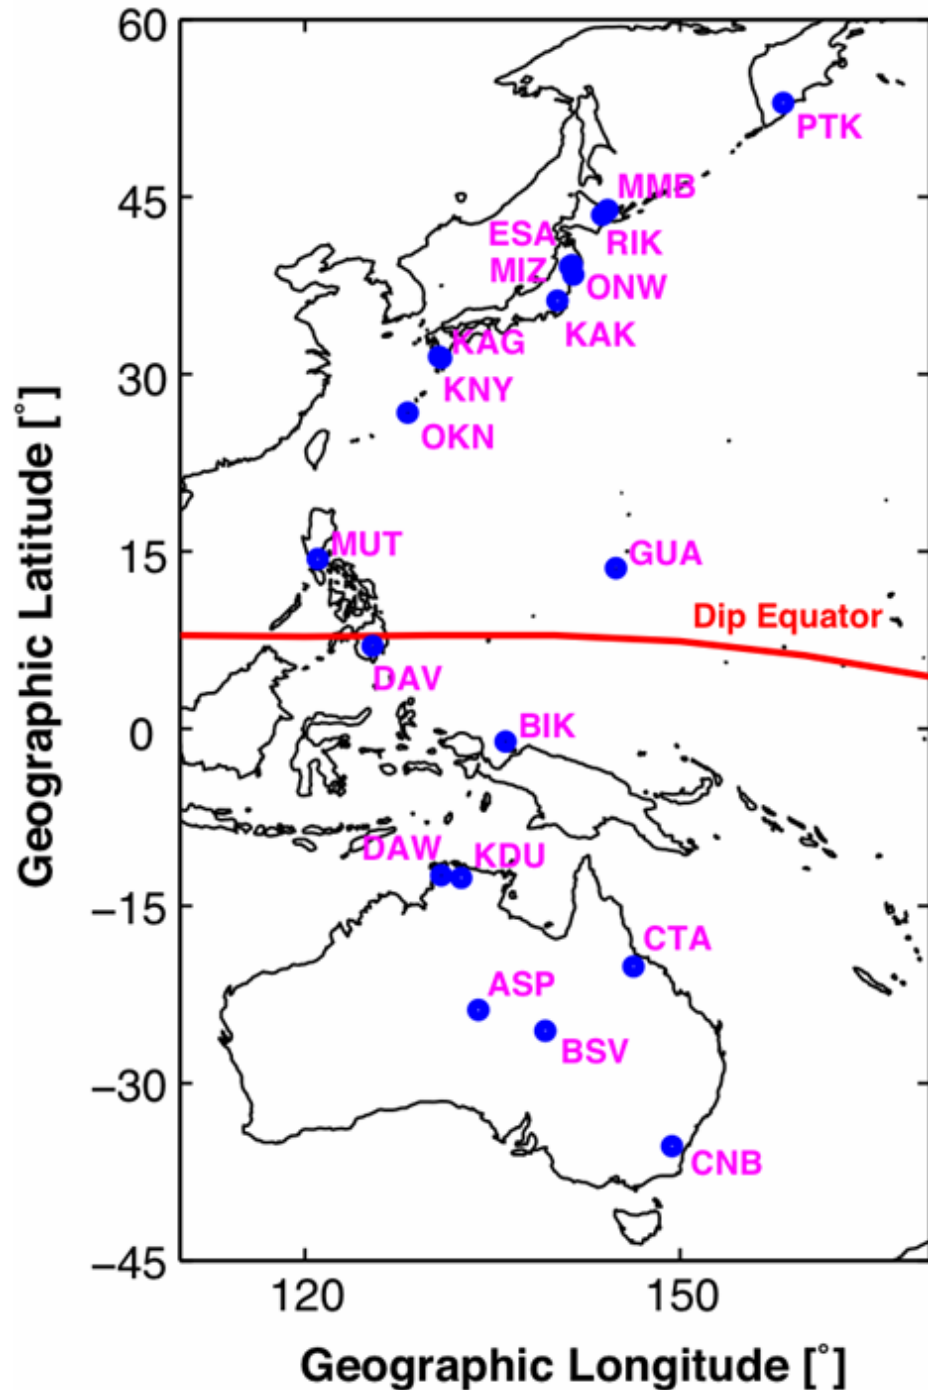 60
PTK
45
MMB
ESA
RIK
MIZ
ONW
KAK
KAG
30
KNY
OKN
15
MUT
GUA
Dip Equator
DAV
0
BIK
DAW
KDU
−15
CTA
ASP
BSV
−30
CNB
−45
120
150
Geographic Latitude [°]
Geographic Longitude [°]